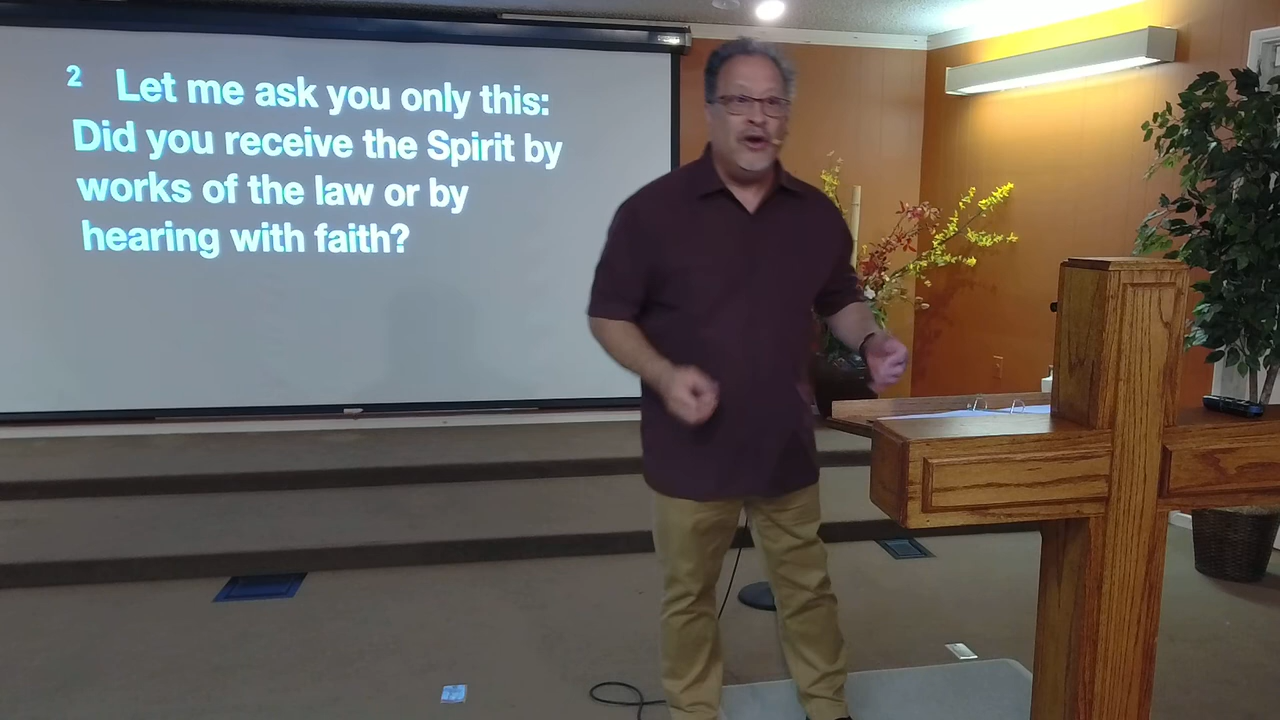 2 Let me ask you only this:
Did you receive the Spirit by
works of the law or by
hearing with faith?